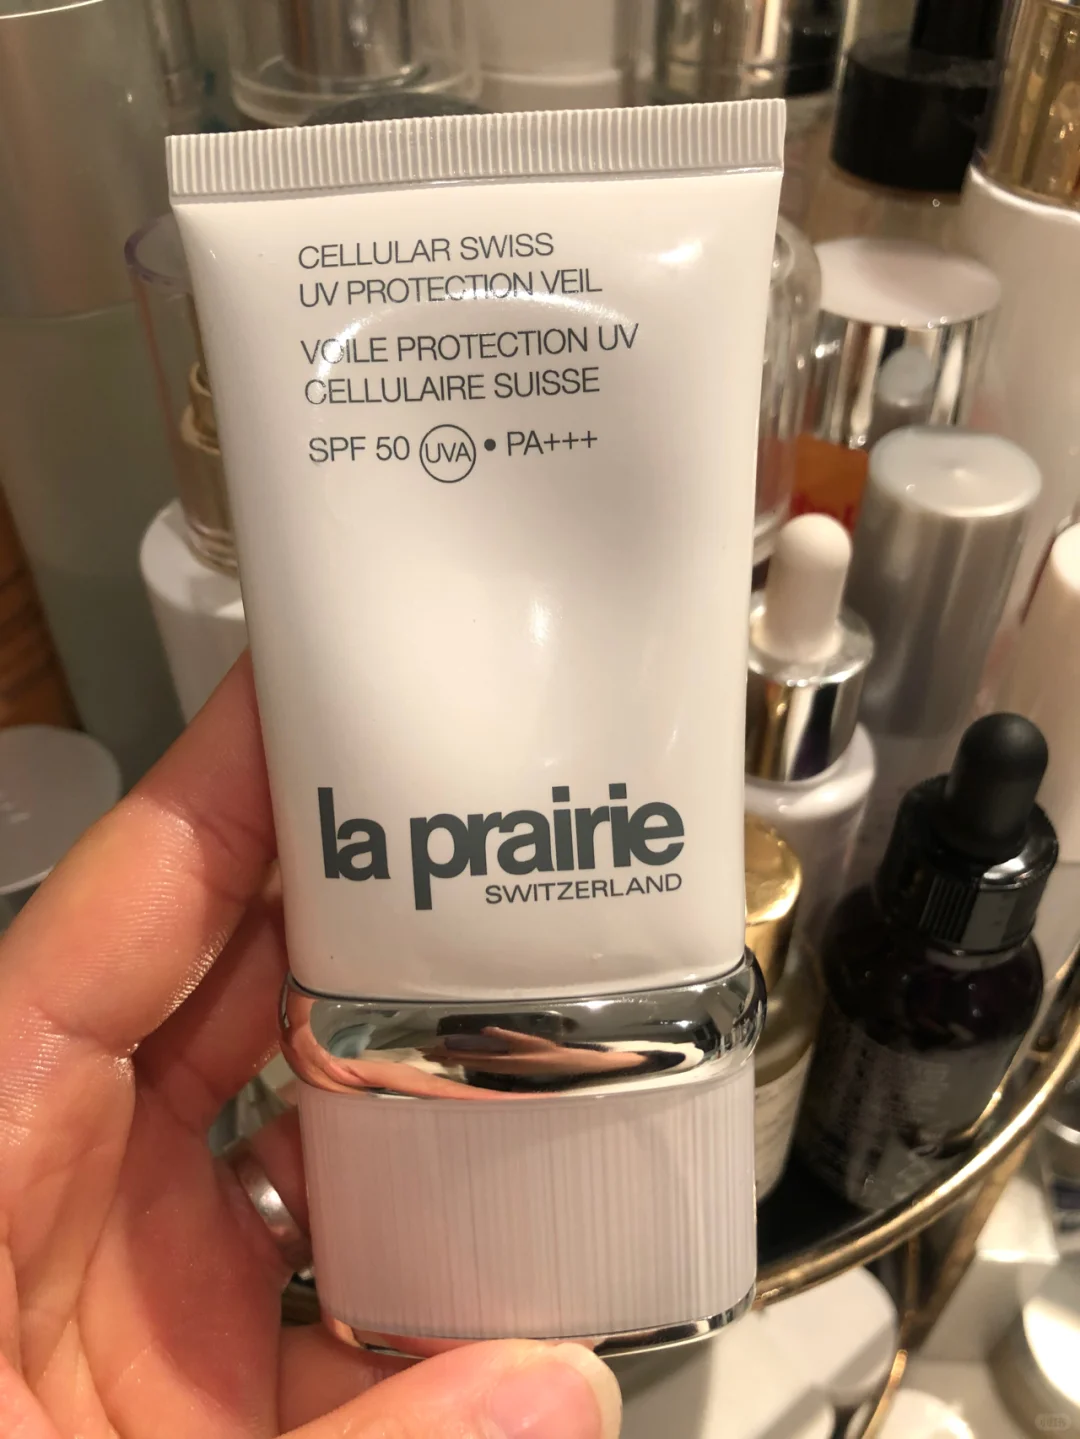 CELLULAR SWISS
UV PROTECTION VEIL
VOILE PROTECTION UV
CELLULAIRE SUISSE
SPF 50 UVA • PA+++
la prairie
SWITZERLAND